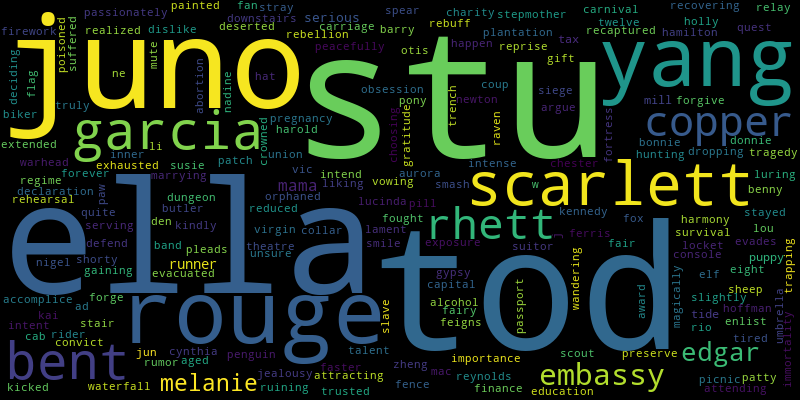 passionately painted fan stray spear charity stepmother carnival recovering relay
firework realized dislike downstairs serious rebuff twelve holly
juno deserted carriage barry plantation recaptured hamilton quest
rebellion peacefully otis happen reprise tax
stu yang
deciding flag poisoned suffered ne mute abortion nadine hat gift
obsession coup siege
biker truly pregnancy pony newton argue mill forgive
garcia crowned harold choosing gratitude trench raven fortress copper
extended li union bonnie donnie
warhead inner patch hunting dropping tragedy
exhausted susie vic intense chester
forever marrying intend aurora luring
regime declaration paw mama liking vowing smash scarlett w benny
rehearsal dungeon orphaned lucinda pill
quite butler reduced fought kennedy fox stayed
serving den kindly virgin collar lament rhett harmony lou
ella defend band pleads theatre smile exposure suitor ferris fair survival evades
nigel shorty runner unsure locket console puppy
gaining evacuated gypsy eight trapping
capital wandering magically elf
accomplice forge rouge slave alcohol passport tod award slightly sheep
ad fairy hoffman umbrella
kai stair feigns tide enlist
intent rider talent rio tired
cab convict jun cynthia
bent rumor aged penguin zheng importance scout preserve edgar immortality
faster mac
melanie jealousy attracting reynolds embassy picnic patty
kicked waterfall ruining trusted fence finance education attending